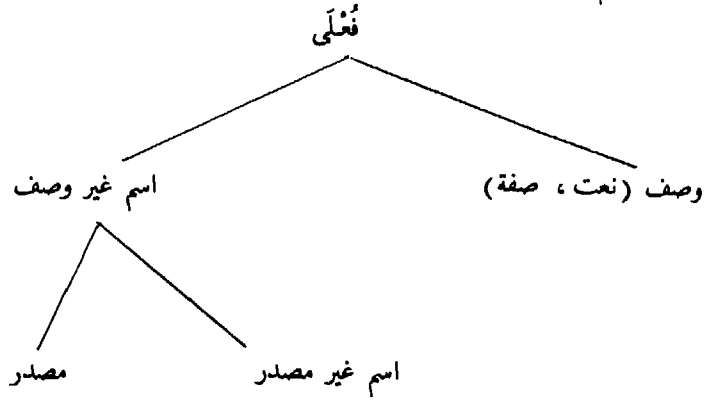 فُعْلَى
وصف (نعت ، صفة)
اسم غير وصف
اسم غير مصدر
مصدر